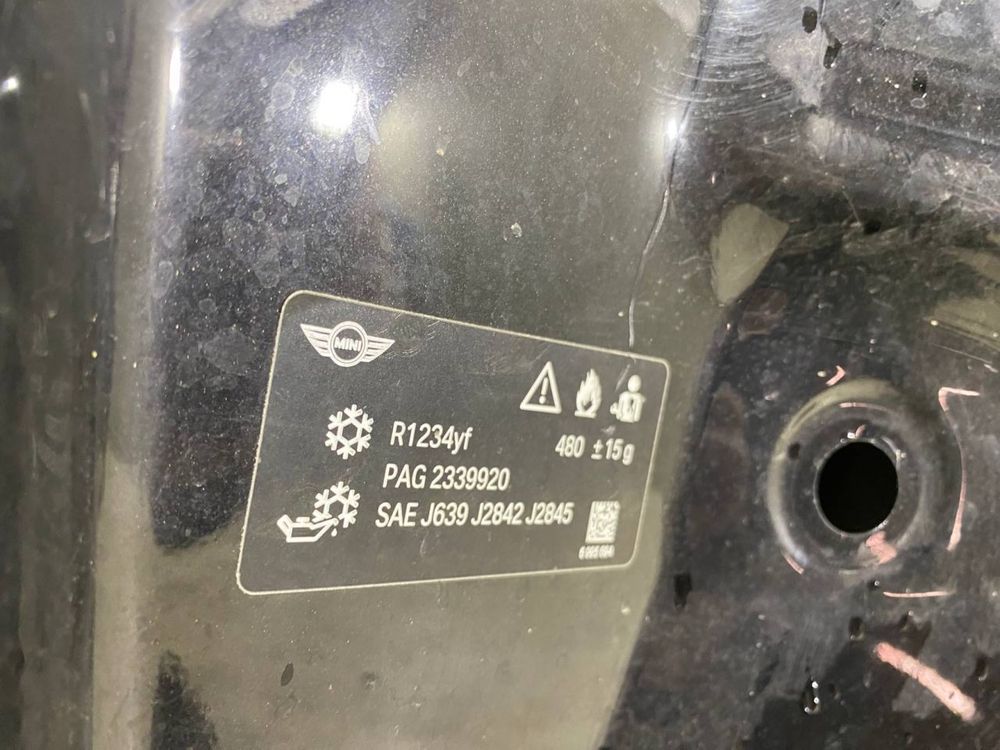 MINI
R1234yf
480 ±15g
PAG 2339920
SAE J639 J2842 J2845